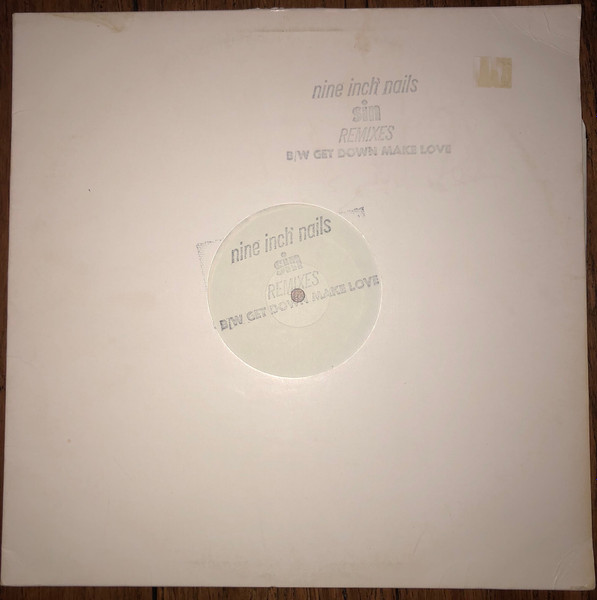 nine inch nails
sin
REMIXES
B/W GET DOWN MAKE LOVE
nine inch nails
sin
REMIXES
B/W GET DOWN MAKE LOVE